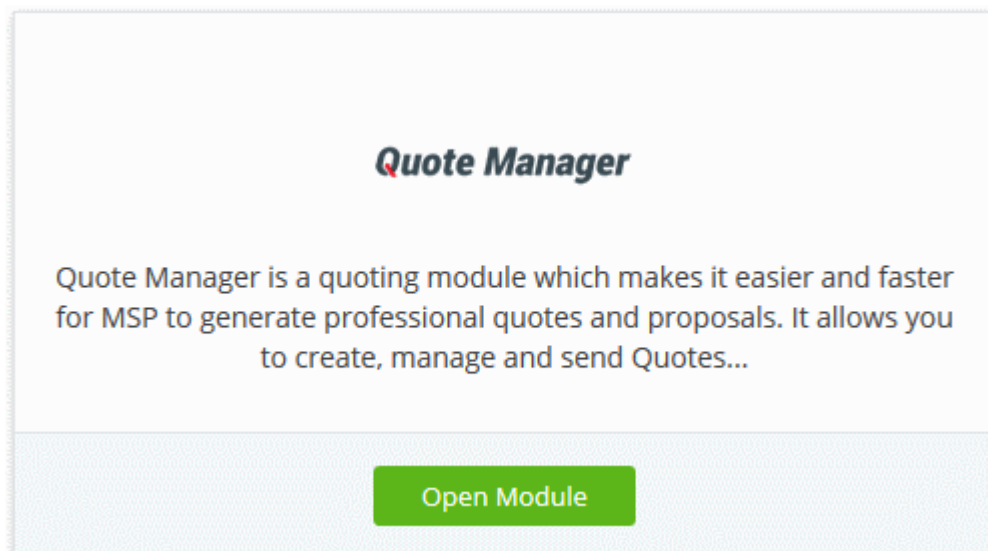 Quote Manager
Quote Manager is a quoting module which makes it easier and faster
for MSP to generate professional quotes and proposals. It allows you
to create, manage and send Quotes...
Open Module